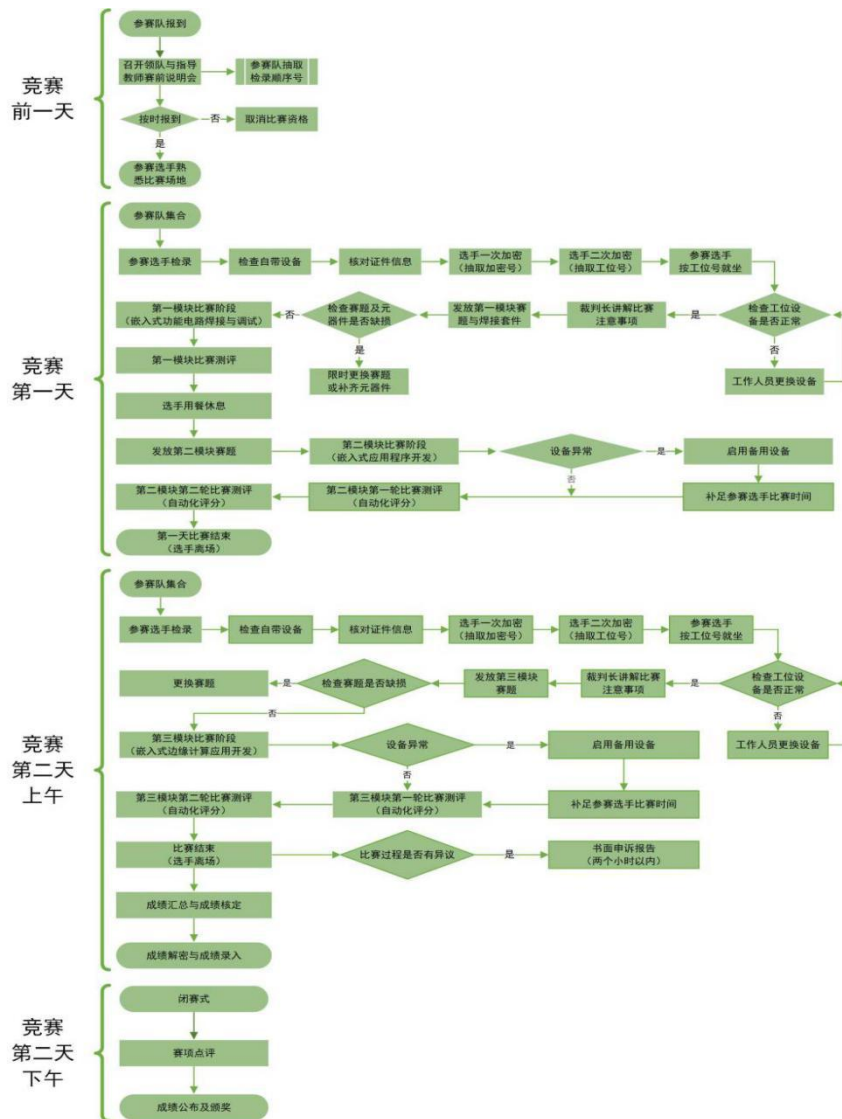 竞赛
前一天
参赛队报到
召开领队与指导
教师赛前说明会
参赛队抽取
检录顺序号
按时报到
否
取消比赛资格
是
参赛选手熟
悉比赛场地
竞赛
第一天
参赛队集合
参赛选手检录
检查自带设备
核对证件信息
选手一次加密
(抽取加密号)
选手二次加密
(抽取工位号)
参赛选手
按工位号就坐
第一模块比赛阶段
(嵌入式功能电路焊接与调试)
否
检查赛题及元
器件是否缺损
发放第一模块赛
题与焊接套件
裁判长讲解比赛
注意事项
是
检查工位设
备是否正常
是
否
第一模块比赛测评
限时更换赛题
或补齐元器件
工作人员更换设备
选手用餐休息
发放第二模块赛题
第二模块比赛阶段
(嵌入式应用程序开发)
设备异常
是
启用备用设备
否
第二模块第二轮比赛测评
(自动化评分)
第二模块第一轮比赛测评
(自动化评分)
补足参赛选手比赛时间
第一天比赛结束
(选手离场)
竞赛
第二天
上午
参赛队集合
参赛选手检录
检查自带设备
核对证件信息
选手一次加密
(抽取加密号)
选手二次加密
(抽取工位号)
参赛选手
按工位号就坐
更换赛题
是
检查赛题是否缺损
发放第三模块
赛题
裁判长讲解比赛
注意事项
是
检查工位设
备是否正常
否
否
第三模块比赛阶段
(嵌入式边缘计算应用开发)
设备异常
是
启用备用设备
工作人员更换设备
否
第三模块第二轮比赛测评
(自动化评分)
第三模块第一轮比赛测评
(自动化评分)
补足参赛选手比赛时间
比赛结束
(选手离场)
比赛过程是否有异议
是
书面申诉报告
(两个小时以内)
成绩汇总与成绩核定
成绩解密与成绩录入
竞赛
第二天
下午
闭赛式
赛项点评
成绩公布及颁奖